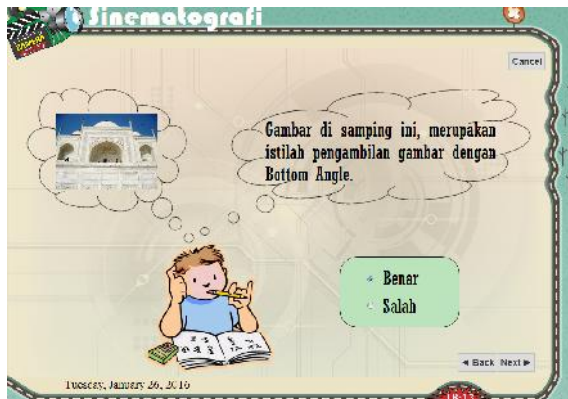 Sinematografi
Cancel
Gambar di samping ini, merupakan
istilah pengambilan gambar dengan
Bottom Angle.
Benar
Salah
Back Next
Tuesday, January 26, 2016